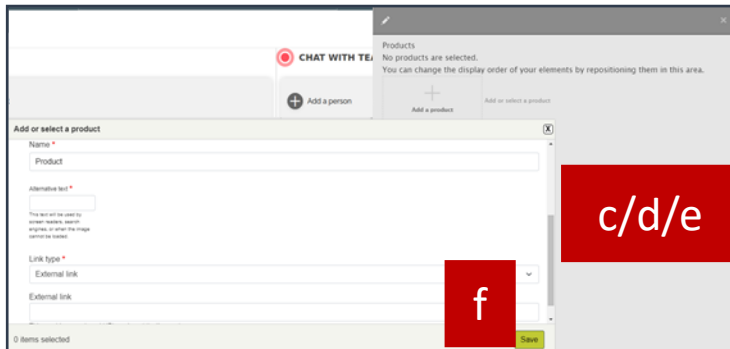 CHAT WITH TEA
Add a person
Products
No products are selected.
You can change the display order of your elements by repositioning them in this area.
Add a product
Add or select a product
Add or select a product
X
Name *
Product
Alternative text *
This text will be used by
screen readers, search
engines, or when the image
cannot be loaded.
Link type *
External link
External link
0 items selected
Save
c/d/e
f